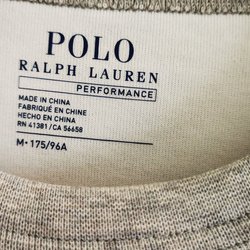 POLO
RALPH LAUREN
PERFORMANCE
MADE IN CHINA
FABRIQUÉ EN CHINE
HECHO EN CHINA
RN 41381 / CA 56658
M • 175/96A